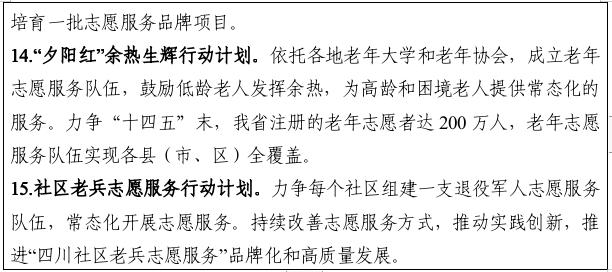 培育一批志愿服务品牌项目。
14.“夕阳红”余热生辉行动计划。依托各地老年大学和老年协会，成立老年
志愿服务队伍，鼓励低龄老人发挥余热，为高龄和困境老人提供常态化的
服务。力争“十四五”末，我省注册的老年志愿者达 200 万人，老年志愿
服务队伍实现各县（市、区）全覆盖。
15.社区老兵志愿服务行动计划。力争每个社区组建一支退役军人志愿服务
队伍，常态化开展志愿服务。持续改善志愿服务方式，推动实践创新，推
进“四川社区老兵志愿服务”品牌化和高质量发展。